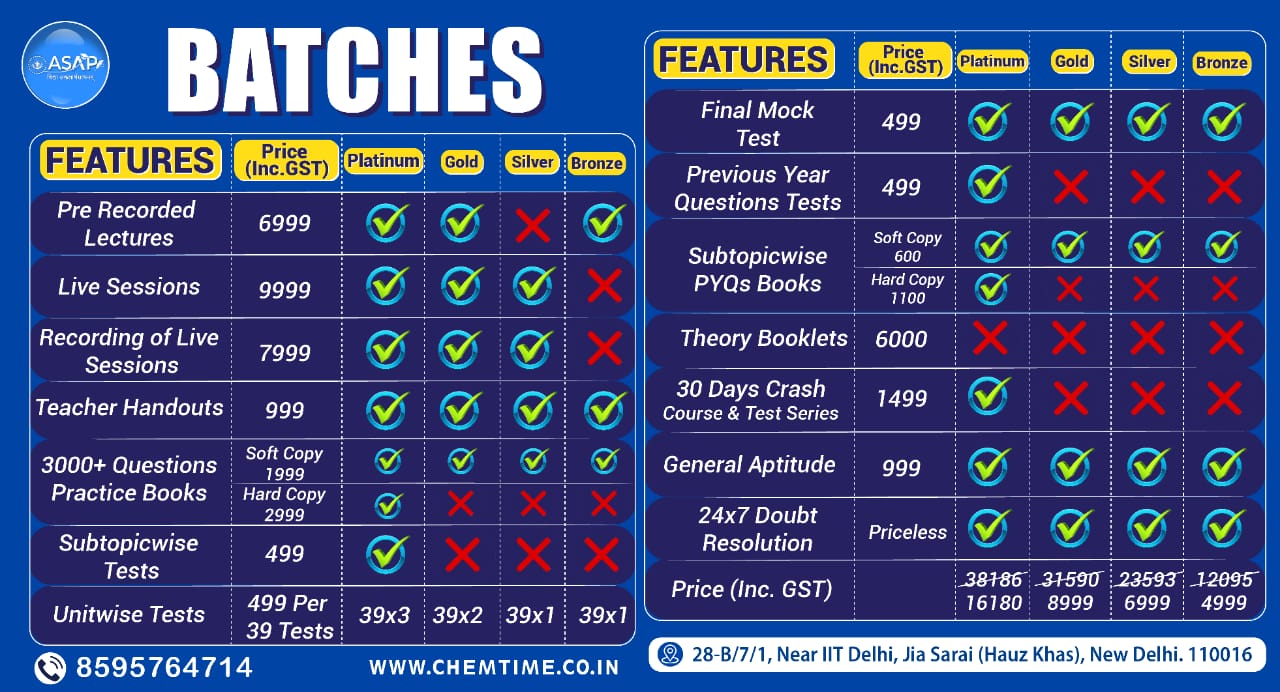 ASAP
BATCHES
FEATURES Price (Inc.GST) Platinum Gold Silver Bronze
Pre Recorded Lectures 6999
Live Sessions 9999
Recording of Live Sessions 7999
Teacher Handouts 999
3000+ Questions Practice Books Soft Copy 1999
Hard Copy 2999
Subtopicwise Tests 499
Unitwise Tests 499 Per 39 Tests 39x3 39x2 39x1 39x1
8595764714
WWW.CHEMTIME.CO.IN
FEATURES Price (Inc.GST) Platinum Gold Silver Bronze
Final Mock Test 499
Previous Year Questions Tests 499
Subtopicwise PYQs Books Soft Copy 600
Hard Copy 1100
Theory Booklets 6000
30 Days Crash Course & Test Series 1499
General Aptitude 999
24x7 Doubt Resolution Priceless
Price (Inc. GST) 38186 31590 23593 12095
16180 8999 6999 4999
28-B/7/1, Near IIT Delhi, Jia Sarai (Hauz Khas), New Delhi. 110016